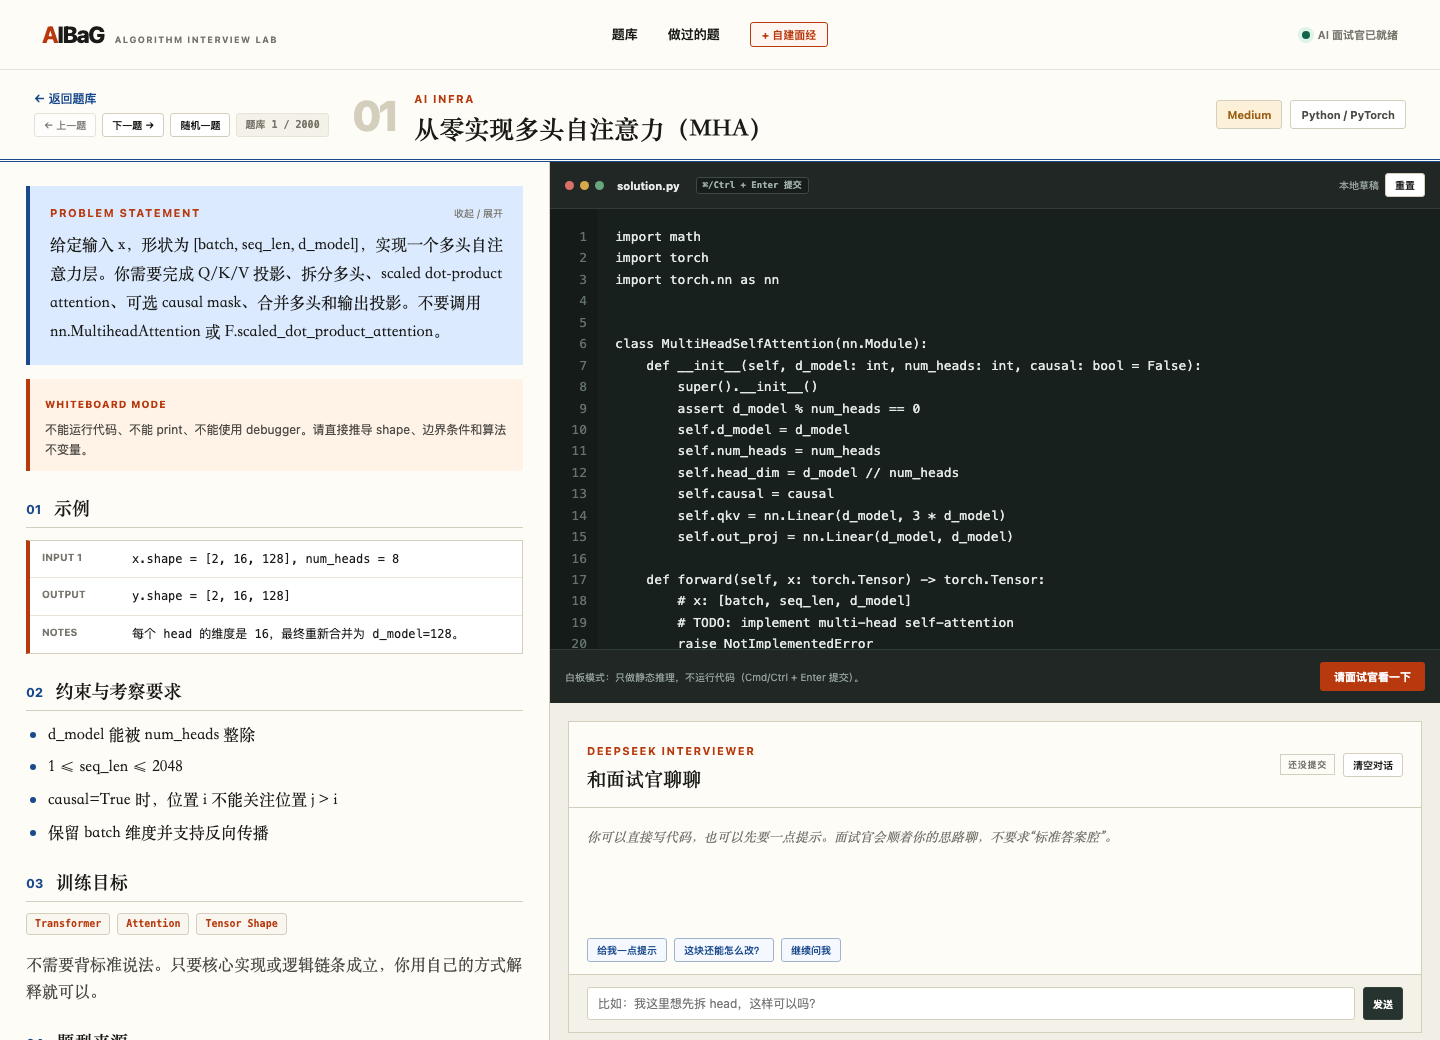 AIBaG ALGORITHM INTERVIEW LAB
题库 做过的题 + 自建面经
AI 面试官已就绪
← 返回题库
← 上一题 下一题 → 随机一题 题库 1 / 2000
01
AI INFRA
从零实现多头自注意力（MHA）
Medium Python / PyTorch
PROBLEM STATEMENT 收起 / 展开
给定输入 x，形状为 [batch, seq_len, d_model]，实现一个多头自注
意力层。你需要完成 Q/K/V 投影、拆分多头、scaled dot-product
attention、可选 causal mask、合并多头和输出投影。不要调用
nn.MultiheadAttention 或 F.scaled_dot_product_attention。
WHITEBOARD MODE
不能运行代码、不能 print、不能使用 debugger。请直接推导 shape、边界条件和算法
不变量。
01 示例
INPUT 1 x.shape = [2, 16, 128], num_heads = 8
OUTPUT y.shape = [2, 16, 128]
NOTES 每个 head 的维度是 16，最终重新合并为 d_model=128。
02 约束与考察要求
d_model 能被 num_heads 整除
1 ≤ seq_len ≤ 2048
causal=True 时，位置 i 不能关注位置 j > i
保留 batch 维度并支持反向传播
03 训练目标
Transformer Attention Tensor Shape
不需要背标准说法。只要核心实现或逻辑链条成立，你用自己的方式解
释就可以。
solution.py ⌘/Ctrl + Enter 提交 本地草稿 重置
1 import math
2 import torch
3 import torch.nn as nn
4
5
6 class MultiHeadSelfAttention(nn.Module):
7 def __init__(self, d_model: int, num_heads: int, causal: bool = False):
8 super().__init__()
9 assert d_model % num_heads == 0
10 self.d_model = d_model
11 self.num_heads = num_heads
12 self.head_dim = d_model // num_heads
13 self.causal = causal
14 self.qkv = nn.Linear(d_model, 3 * d_model)
15 self.out_proj = nn.Linear(d_model, d_model)
16
17 def forward(self, x: torch.Tensor) -> torch.Tensor:
18 # x: [batch, seq_len, d_model]
19 # TODO: implement multi-head self-attention
20 raise NotImplementedError
白板模式：只做静态推理，不运行代码（Cmd/Ctrl + Enter 提交）。 请面试官看一下
DEEPSEEK INTERVIEWER
和面试官聊聊
还没提交 清空对话
你可以直接写代码，也可以先要一点提示。面试官会顺着你的思路聊，不要求“标准答案腔”。
给我一点提示 这块还能怎么改? 继续问我
比如：我这里想先拆 head，这样可以吗? 发送